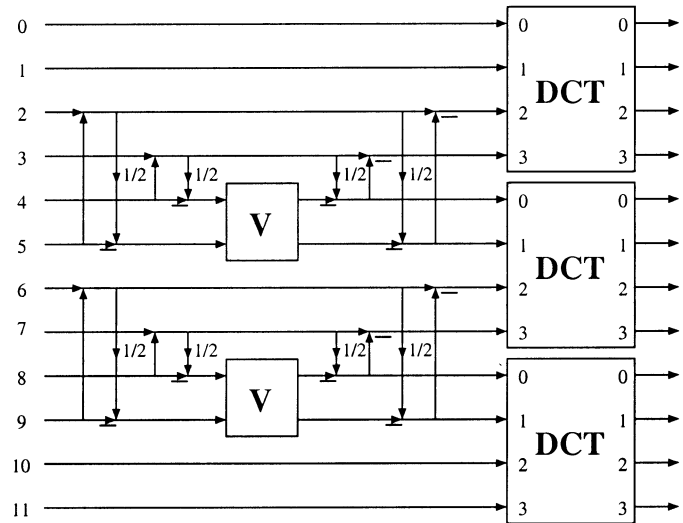 0 0 0
1 1 1
DCT
2 2 2
3 3 3
1/2 1/2 1/2 1/2
4 0 0
V
5 1 1
DCT
6 2 2
7 3 3
1/2 1/2 1/2 1/2
8 0 0
V
9 1 1
DCT
10 2 2
11 3 3